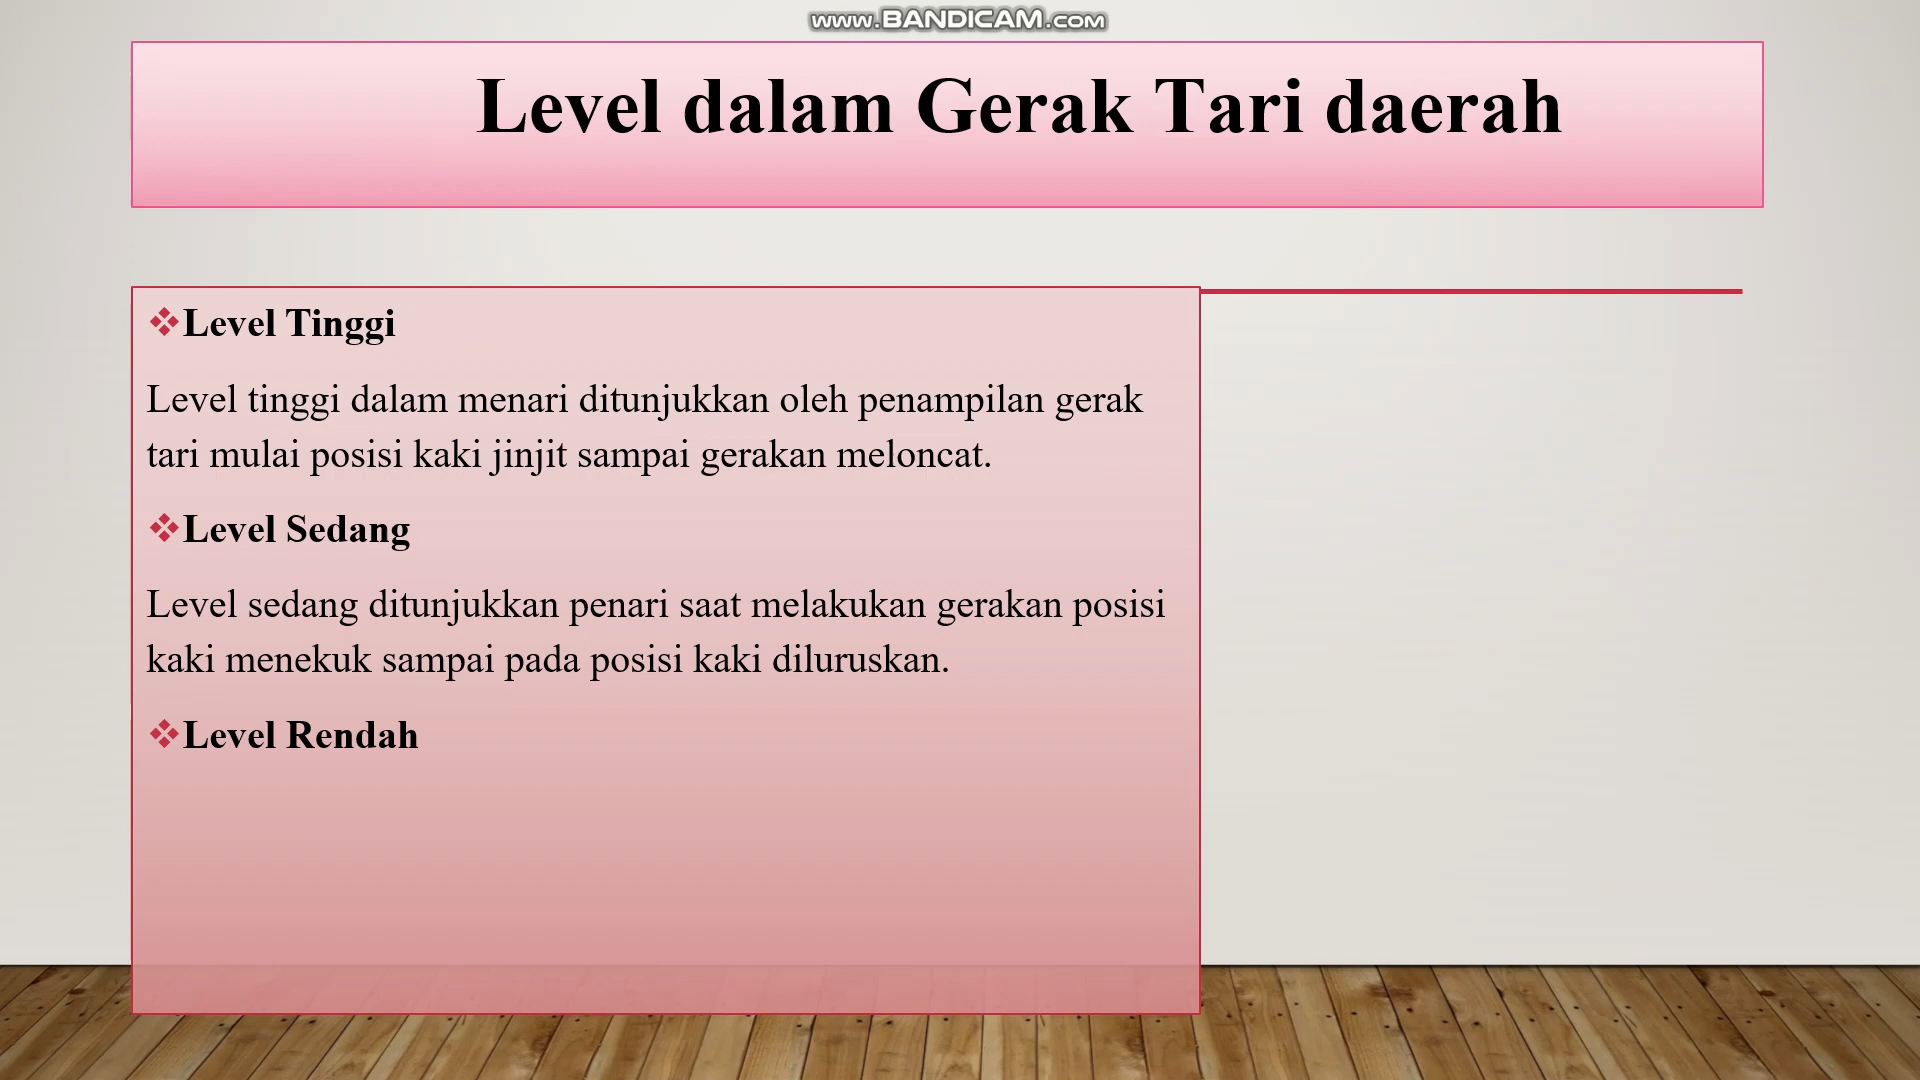 www.BANDICAM.com
Level dalam Gerak Tari daerah
Level Tinggi
Level tinggi dalam menari ditunjukkan oleh penampilan gerak
tari mulai posisi kaki jinjit sampai gerakan meloncat.
Level Sedang
Level sedang ditunjukkan penari saat melakukan gerakan posisi
kaki menekuk sampai pada posisi kaki diluruskan.
Level Rendah